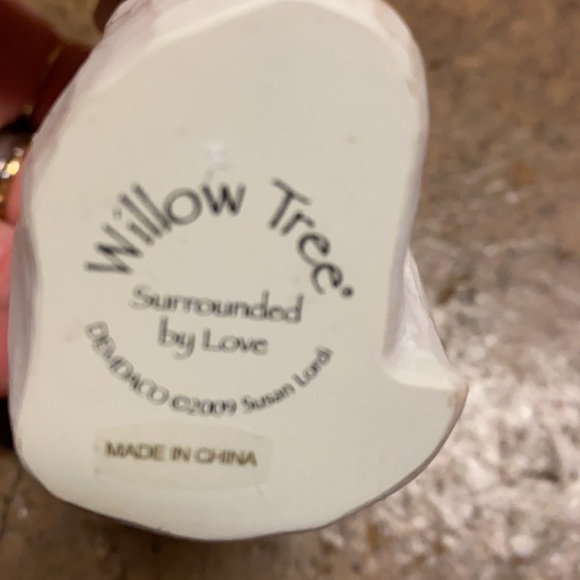 Willow Tree®
Surrounded
by Love
DEMDACO ©2009 Susan Lordi
MADE IN CHINA